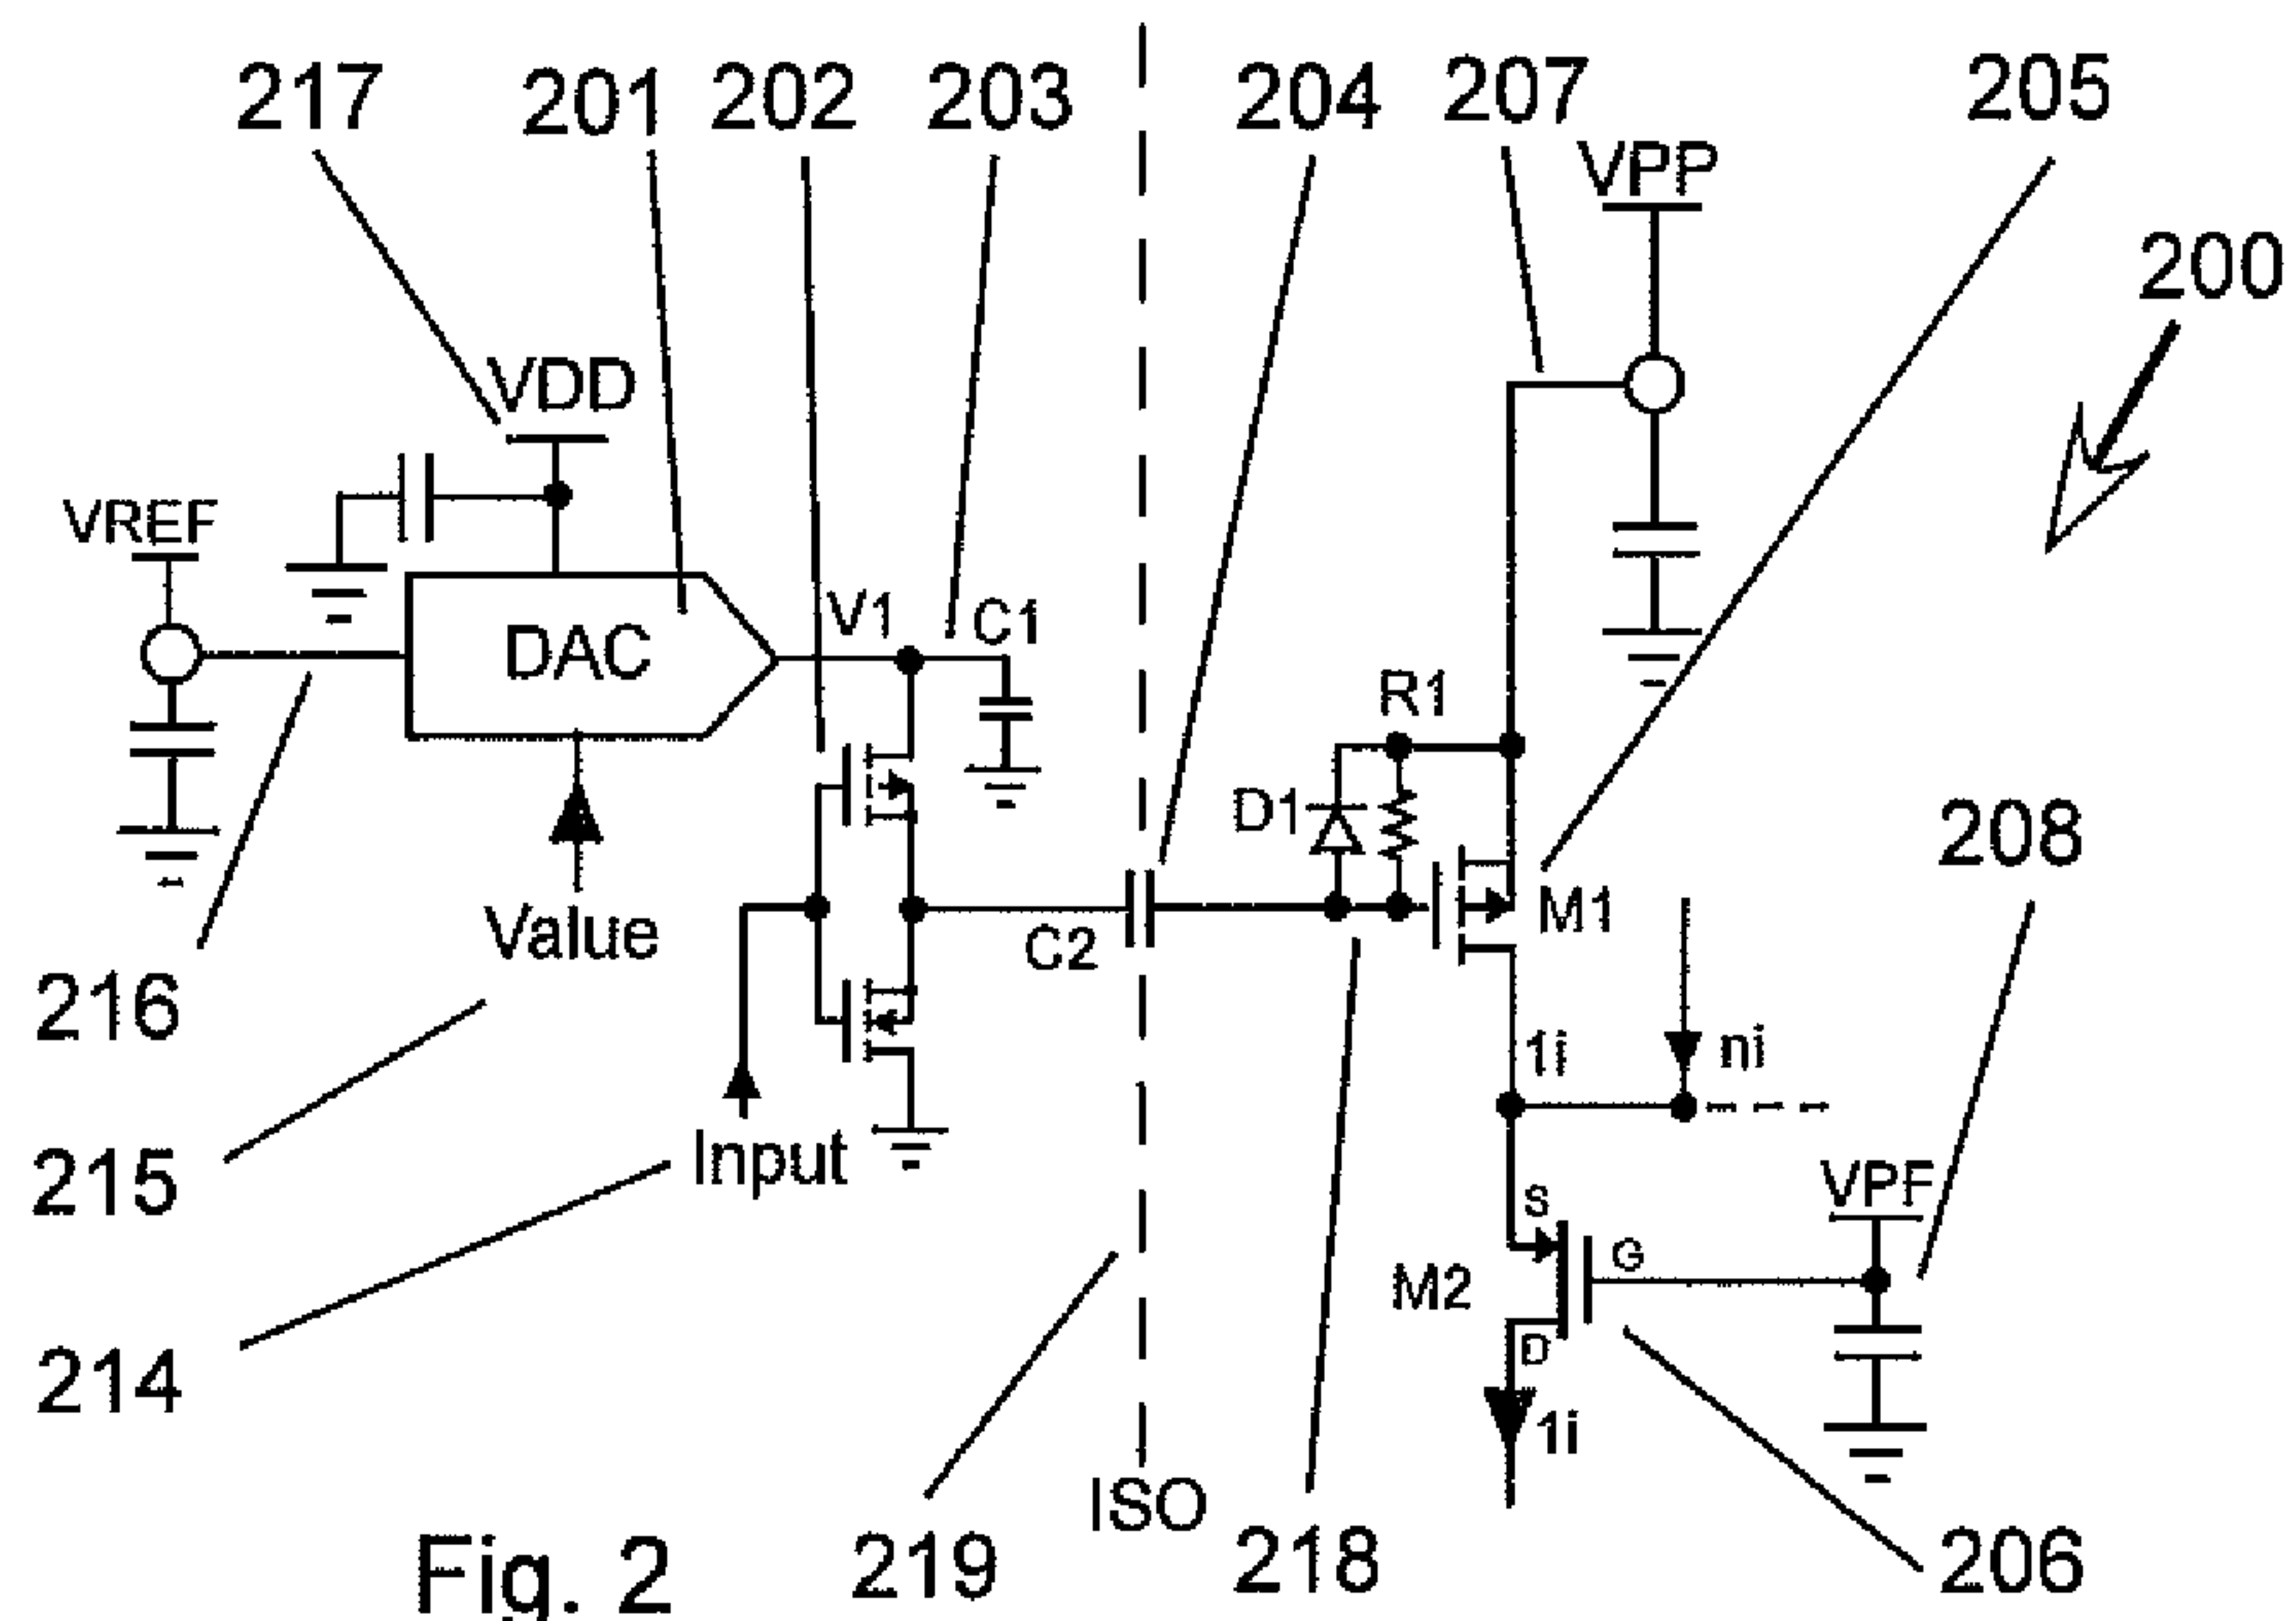 217 201 202 203 204 207 205
VPP
200
VDD
VREF
V1 C1
DAC
R1
D1
208
M1
Value
C2
216
1i ni
215
Input
VPF
S
G
M2
D
214
1i
ISO
Fig. 2 219 218 206